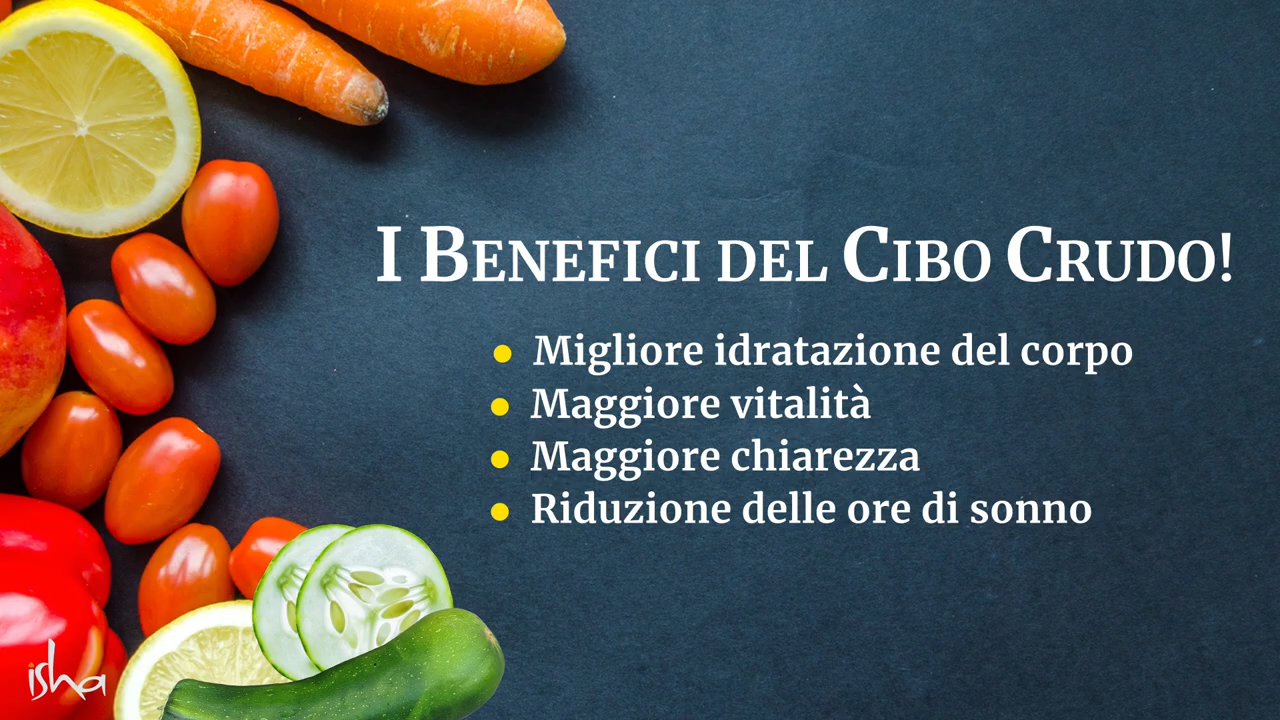 I Benefici del Cibo Crudo!
Migliore idratazione del corpo
Maggiore vitalità
Maggiore chiarezza
Riduzione delle ore di sonno
isha